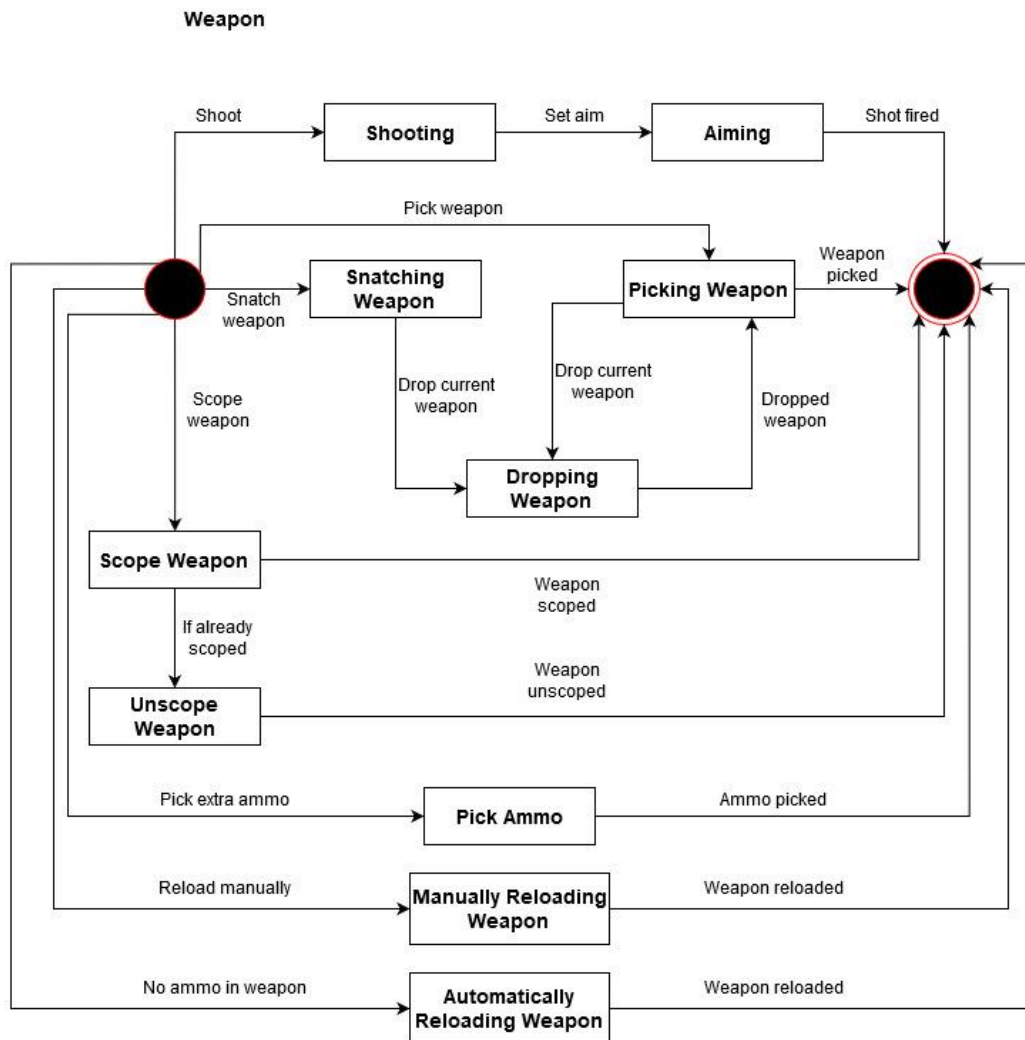 Weapon
Shoot
Shooting
Set aim
Aiming
Shot fired
Pick weapon
Snatch
weapon
Snatching
Weapon
Picking Weapon
Weapon
picked
Scope
weapon
Drop current
weapon
Drop current
weapon
Dropped
weapon
Dropping
Weapon
Scope Weapon
Weapon
scoped
If already
scoped
Unscope
Weapon
Weapon
unscoped
Pick extra ammo
Pick Ammo
Ammo picked
Reload manually
Manually Reloading
Weapon
Weapon reloaded
No ammo in weapon
Automatically
Reloading Weapon
Weapon reloaded